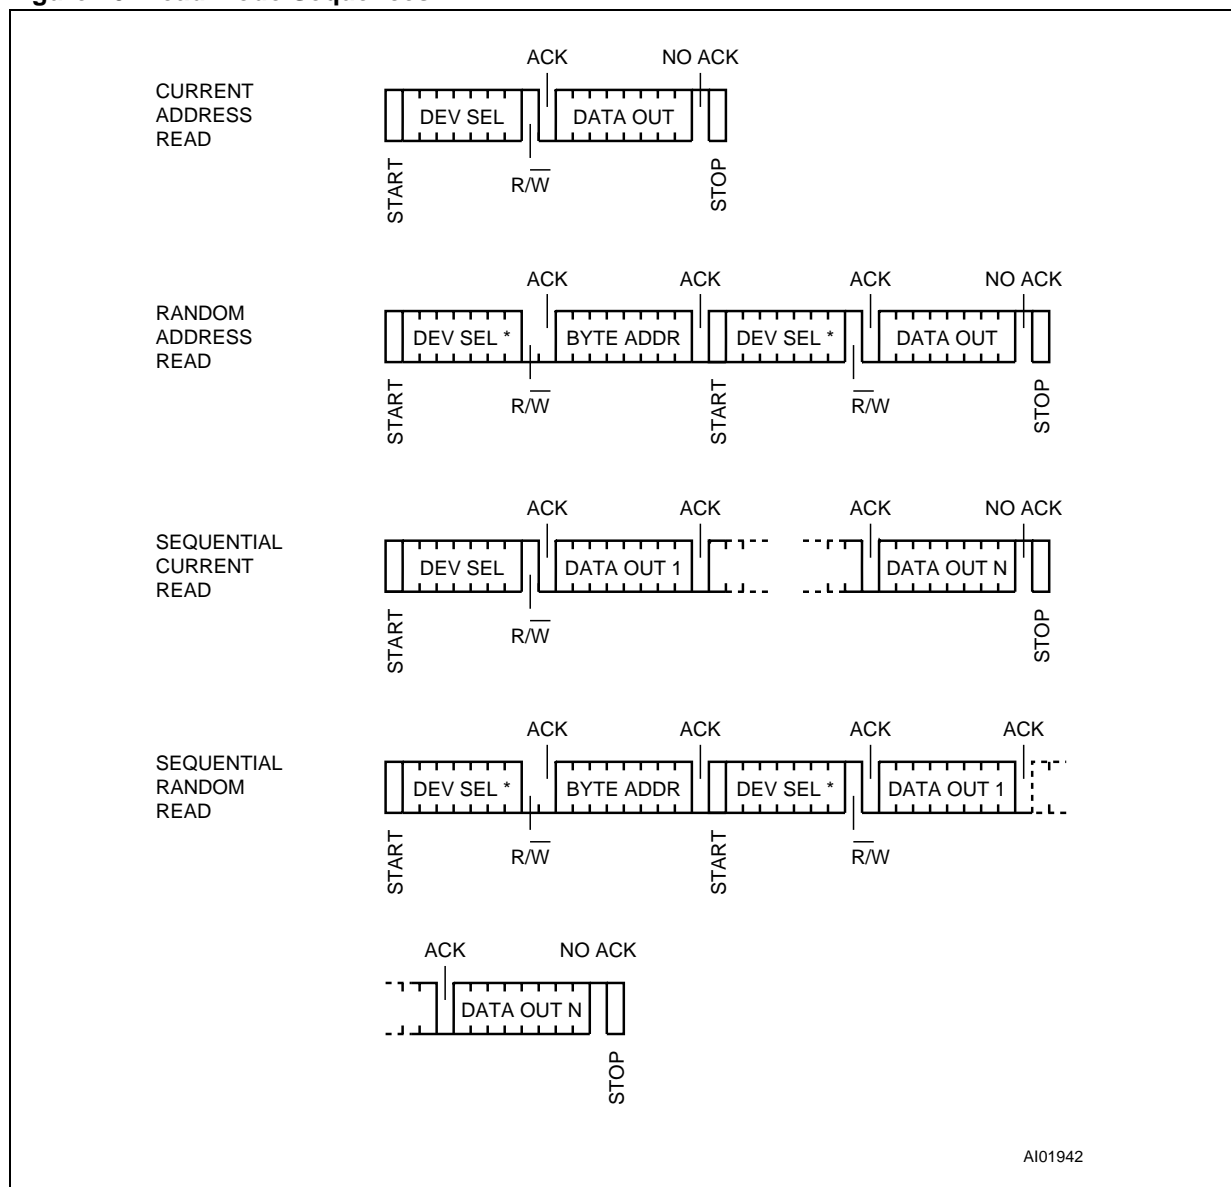 ACK NO ACK
CURRENT
ADDRESS
READ
DEV SEL DATA OUT
START R/W̅ STOP
ACK ACK ACK NO ACK
RANDOM
ADDRESS
READ
DEV SEL * BYTE ADDR DEV SEL * DATA OUT
START R/W̅ START R̅/W STOP
ACK ACK ACK NO ACK
SEQUENTIAL
CURRENT
READ
DEV SEL DATA OUT 1 DATA OUT N
START R/W̅ STOP
ACK ACK ACK ACK
SEQUENTIAL
RANDOM
READ
DEV SEL * BYTE ADDR DEV SEL * DATA OUT 1
START R/W̅ START R̅/W
ACK NO ACK
DATA OUT N
STOP
AI01942